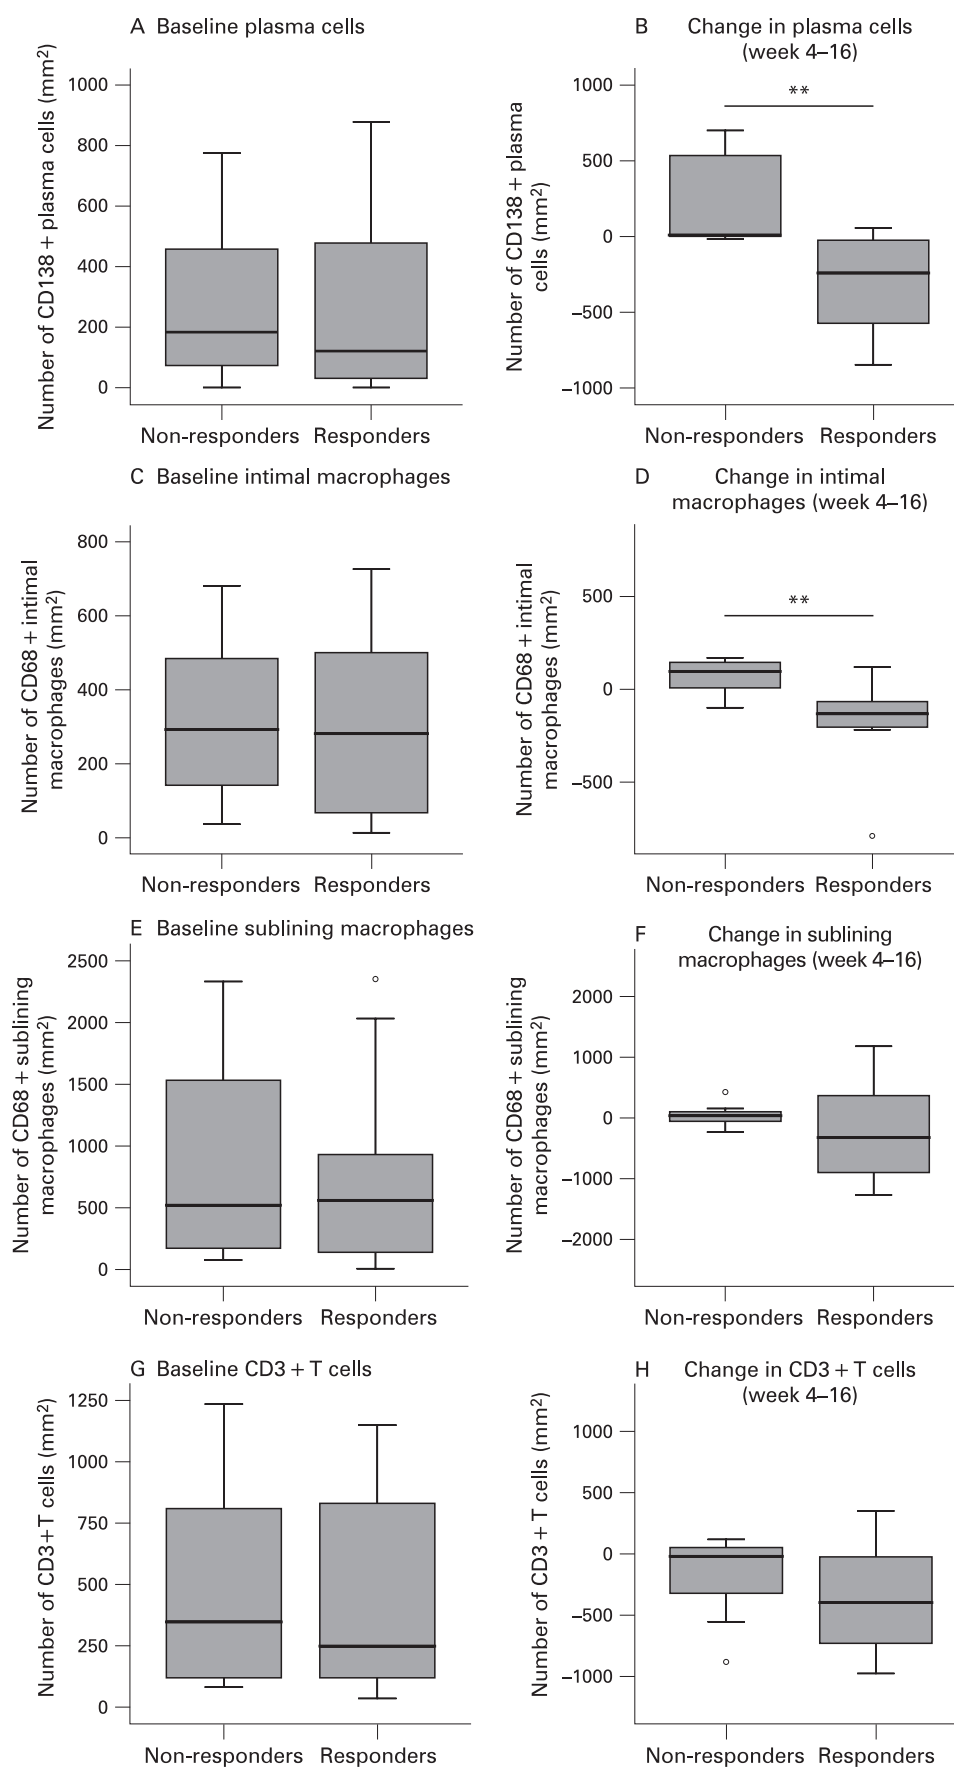 A Baseline plasma cells
Number of CD138 + plasma cells (mm²)
1000
800
600
400
200
0
Non-responders Responders
B Change in plasma cells
(week 4–16)
Number of CD138 + plasma
cells (mm²)
1000
500
0
–500
–1000
**
Non-responders Responders
C Baseline intimal macrophages
Number of CD68 + intimal
macrophages (mm²)
800
600
400
200
0
Non-responders Responders
D Change in intimal
macrophages (week 4–16)
Number of CD68 + intimal
macrophages (mm²)
500
0
–500
**
Non-responders Responders
E Baseline sublining macrophages
Number of CD68 + sublining
macrophages (mm²)
2500
2000
1500
1000
500
0
Non-responders Responders
F Change in sublining
macrophages (week 4–16)
Number of CD68 + sublining
macrophages (mm²)
2000
1000
0
–1000
–2000
Non-responders Responders
G Baseline CD3 + T cells
Number of CD3+ T cells (mm²)
1250
1000
750
500
250
0
Non-responders Responders
H Change in CD3 + T cells
(week 4–16)
Number of CD3 + T cells (mm²)
1000
500
0
–500
–1000
Non-responders Responders